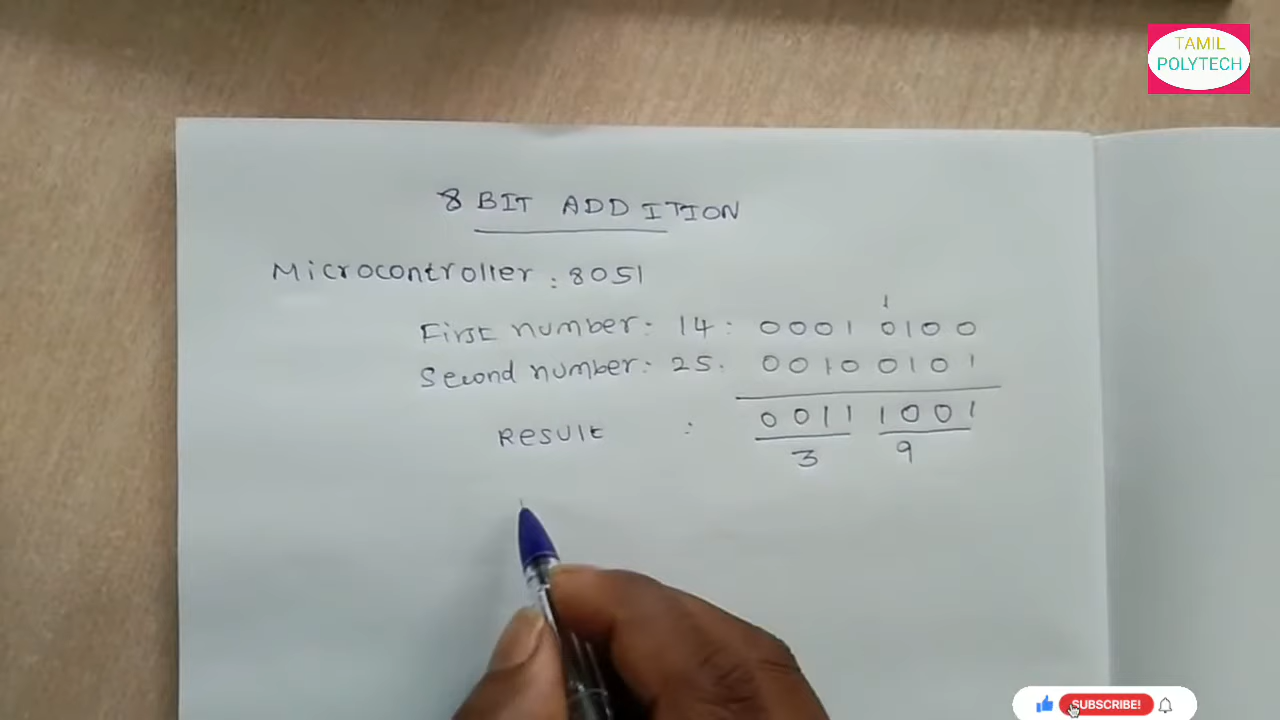 TAMIL
POLYTECH
8 BIT ADDITION
Microcontroller : 8051
1
First number : 14 : 0001 0100
Second number : 25. 0010 0101
Result : 0011 1001
3 9
SUBSCRIBE!